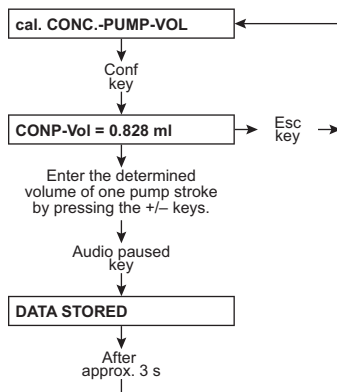 cal. CONC.-PUMP-VOL
Conf
key
CONP-Vol = 0.828 ml
Esc
key
Enter the determined
volume of one pump stroke
by pressing the +/– keys.
Audio paused
key
DATA STORED
After
approx. 3 s